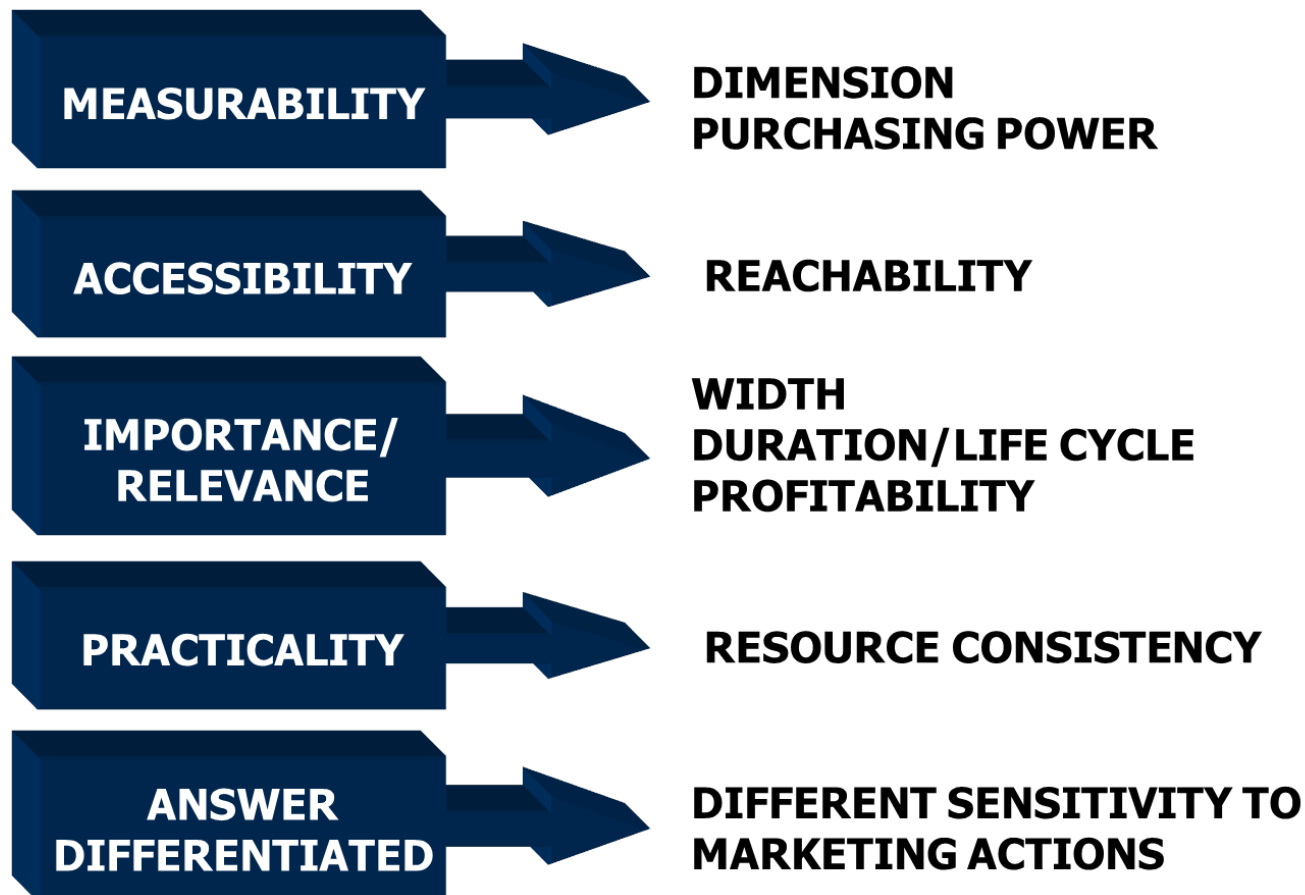 MEASURABILITY
DIMENSION
PURCHASING POWER
ACCESSIBILITY
REACHABILITY
IMPORTANCE/
RELEVANCE
WIDTH
DURATION/LIFE CYCLE
PROFITABILITY
PRACTICALITY
RESOURCE CONSISTENCY
ANSWER
DIFFERENTIATED
DIFFERENT SENSITIVITY TO
MARKETING ACTIONS